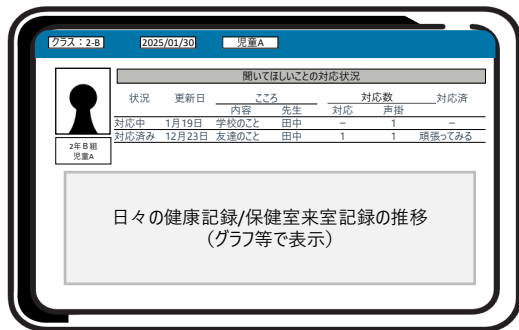 クラス：2-B 2025/01/30 児童A
聞いてほしいことの対応状況
状況 更新日 こころ 対応数 対応済
内容 先生 対応 声掛
対応中 1月19日 学校のこと 田中 − 1 −
対応済み 12月23日 友達のこと 田中 1 1 頑張ってみる
2年Ｂ組
児童A
日々の健康記録/保健室来室記録の推移
（グラフ等で表示）